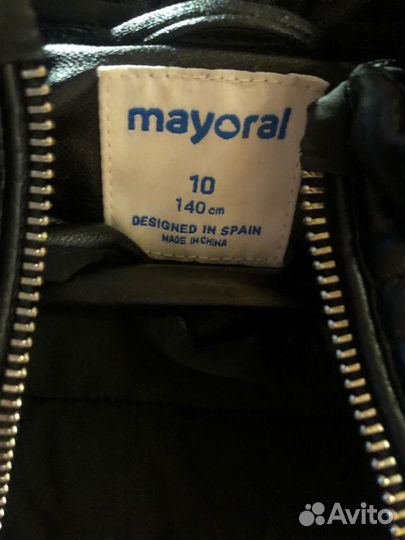 mayoral
10
140 cm
DESIGNED IN SPAIN
MADE IN CHINA
Avito